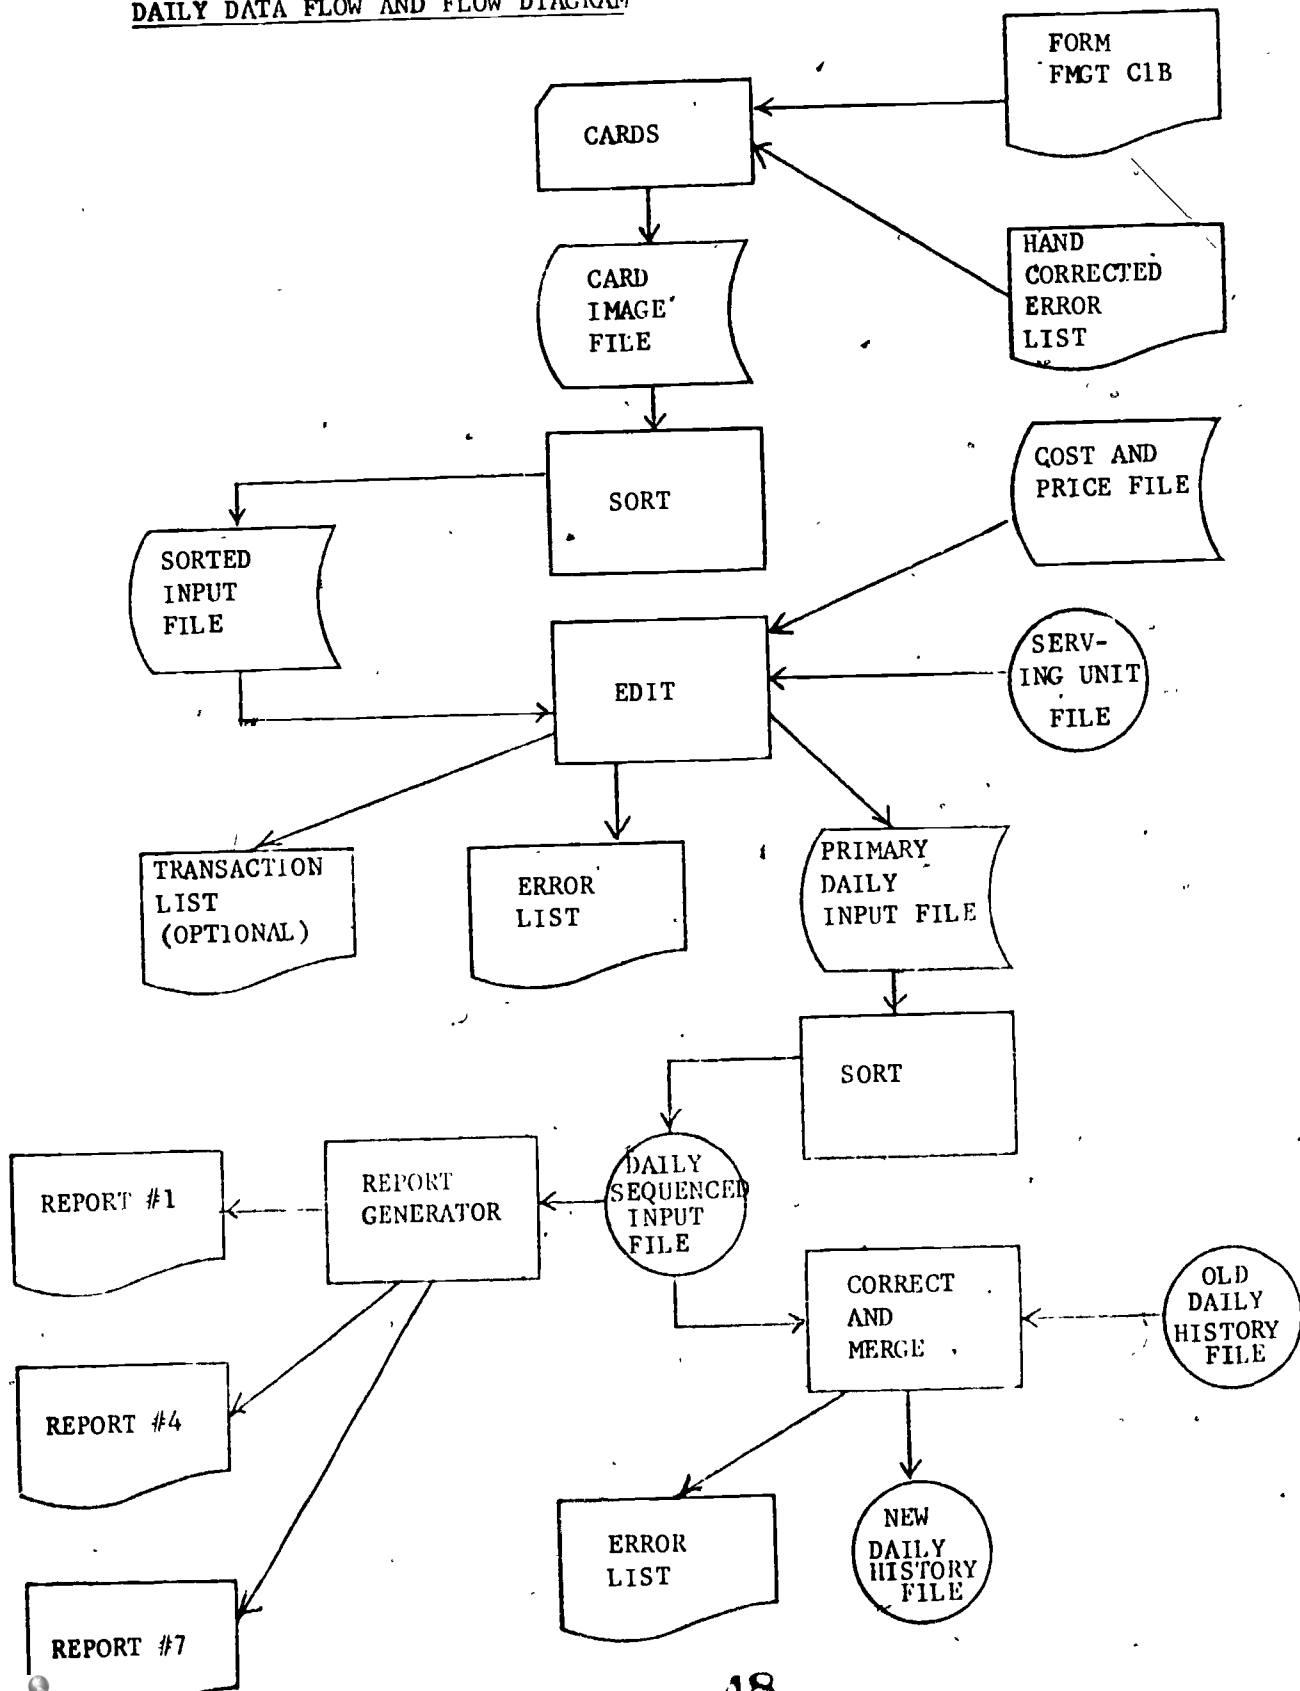 DAILY DATA FLOW AND FLOW DIAGRAM
FORM
FMGT C1B
CARDS
HAND
CORRECTED
ERROR
LIST
CARD
IMAGE
FILE
COST AND
PRICE FILE
SORT
SORTED
INPUT
FILE
SERV-
ING UNIT
FILE
EDIT
TRANSACTION
LIST
(OPTIONAL)
ERROR
LIST
PRIMARY
DAILY
INPUT FILE
SORT
DAILY
SEQUENCED
INPUT
FILE
REPORT
GENERATOR
REPORT #1
CORRECT
AND
MERGE
OLD
DAILY
HISTORY
FILE
REPORT #4
ERROR
LIST
NEW
DAILY
HISTORY
FILE
REPORT #7
48